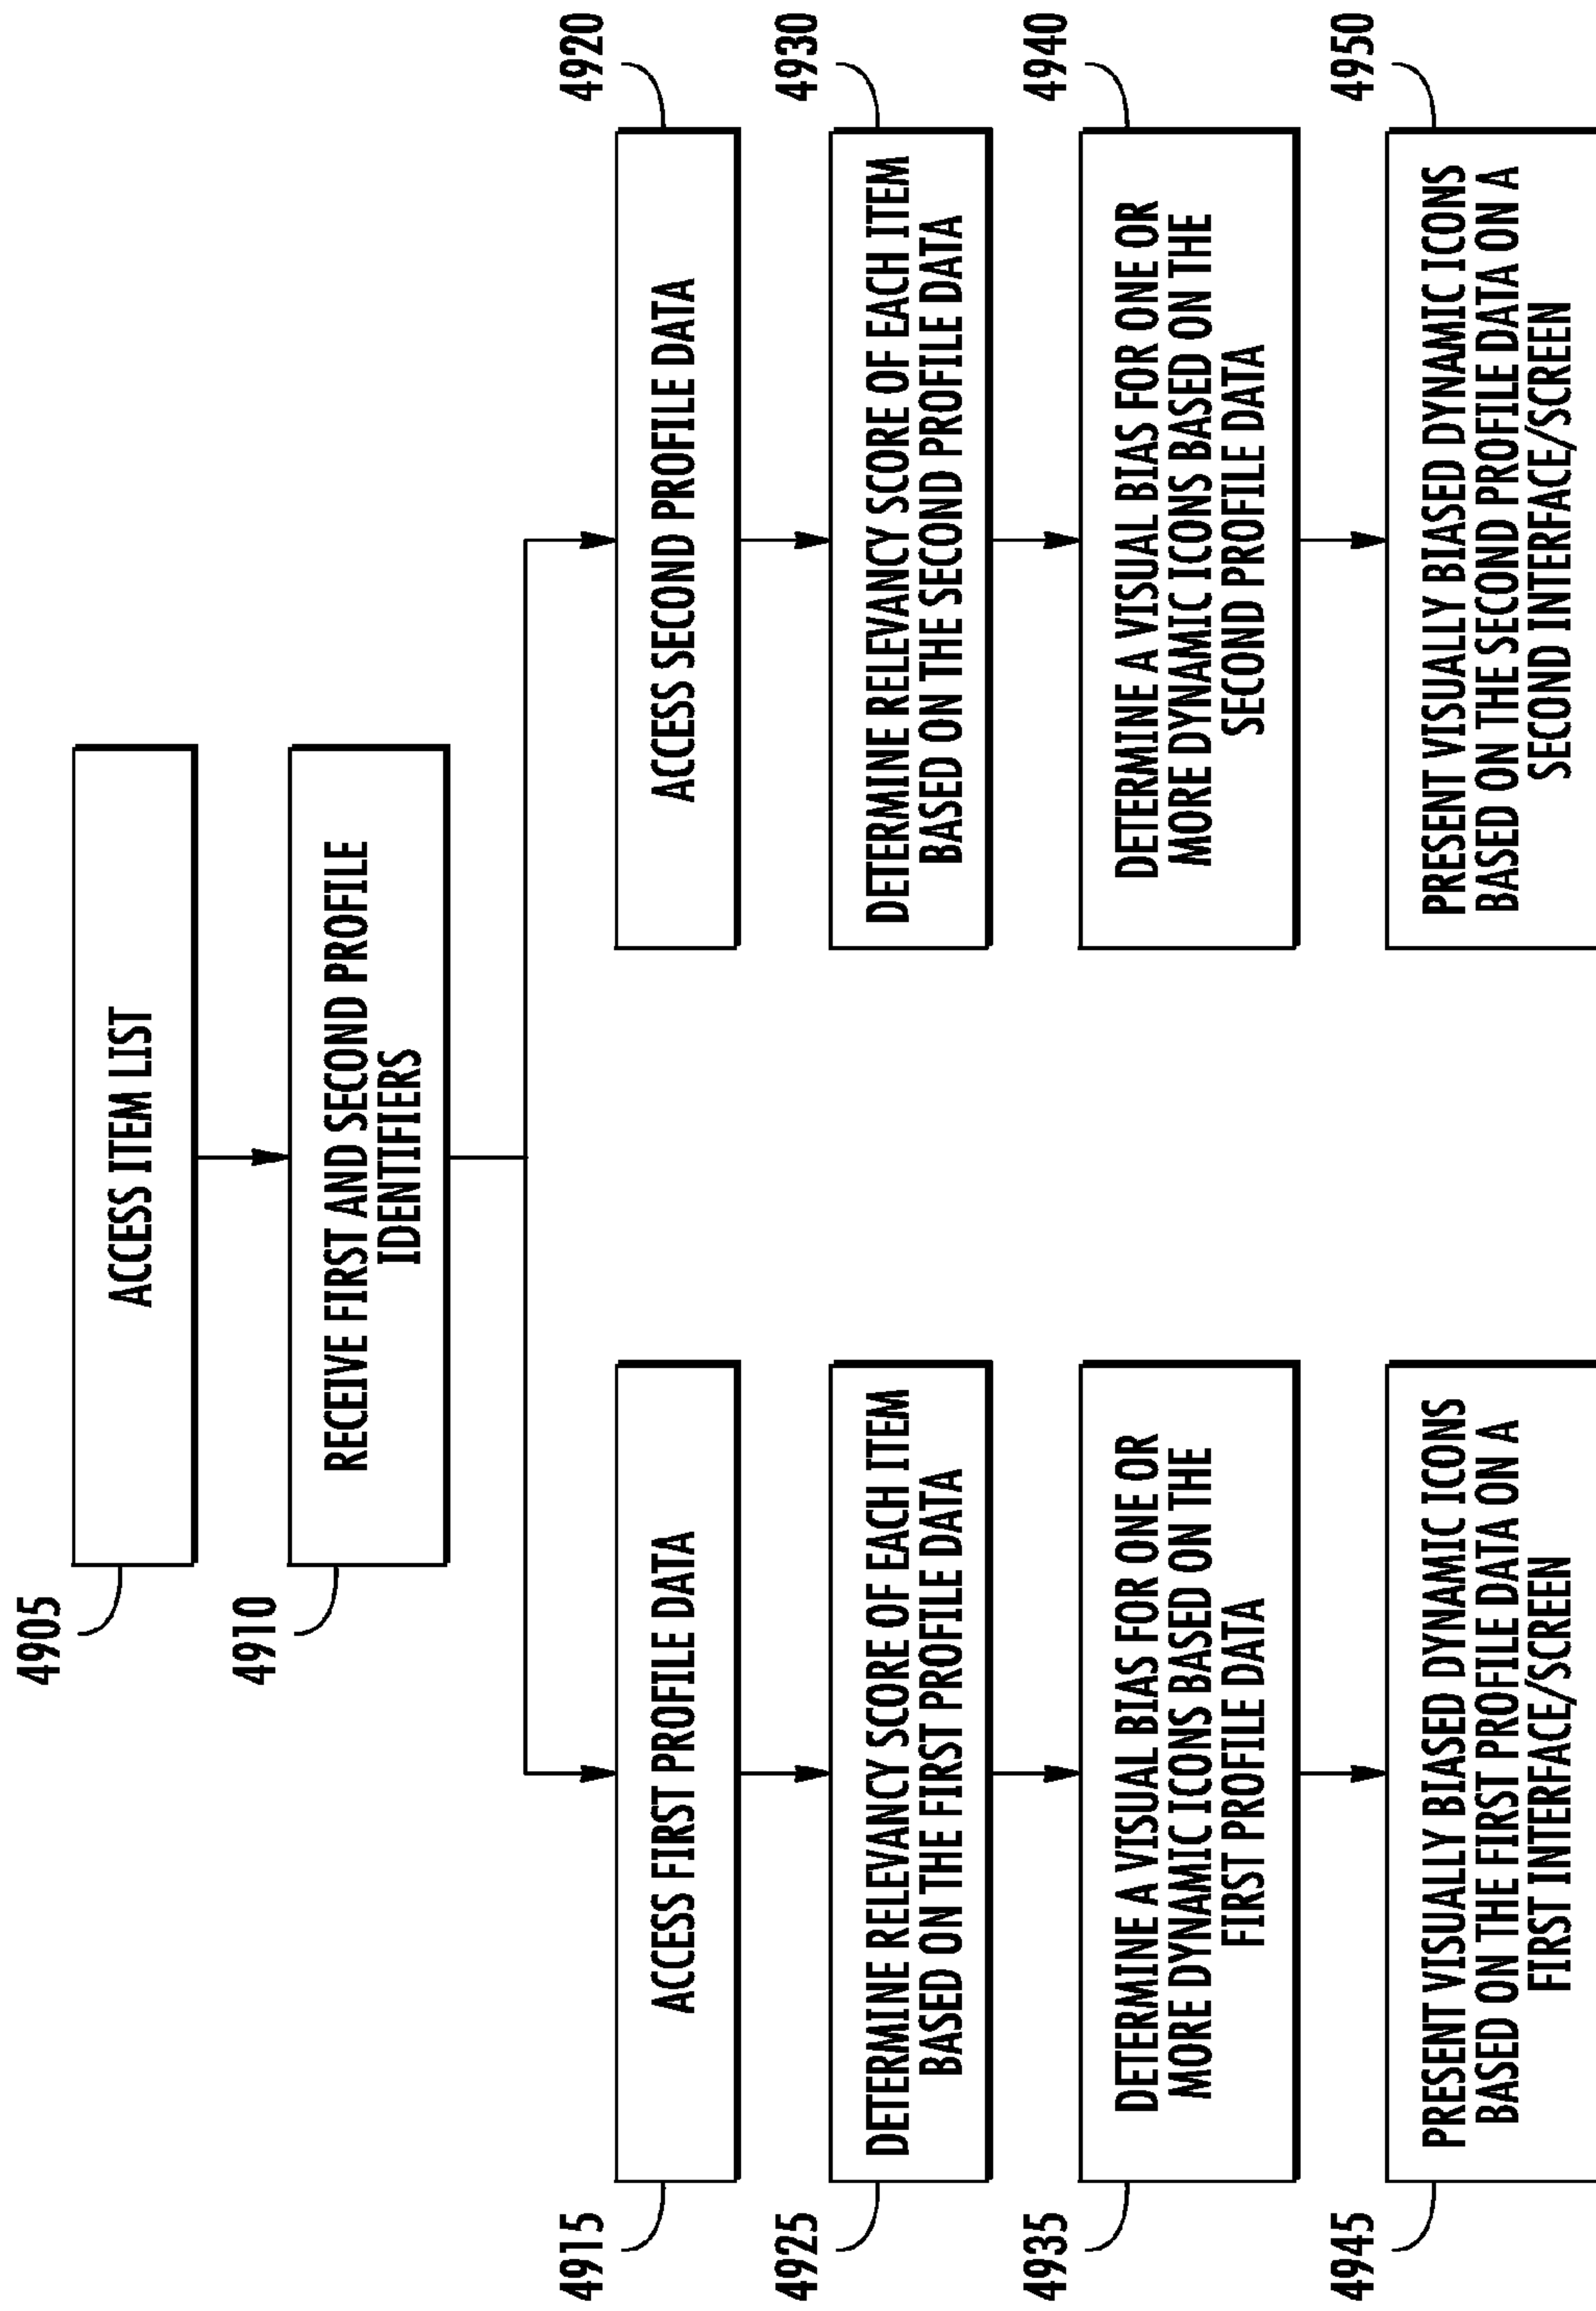 4905
ACCESS ITEM LIST
4910
RECEIVE FIRST AND SECOND PROFILE
IDENTIFIERS
4915
ACCESS FIRST PROFILE DATA
ACCESS SECOND PROFILE DATA
4920
4925
DETERMINE RELEVANCY SCORE OF EACH ITEM
BASED ON THE FIRST PROFILE DATA
DETERMINE RELEVANCY SCORE OF EACH ITEM
BASED ON THE SECOND PROFILE DATA
4930
4935
DETERMINE A VISUAL BIAS FOR ONE OR
MORE DYNAMIC ICONS BASED ON THE
FIRST PROFILE DATA
DETERMINE A VISUAL BIAS FOR ONE OR
MORE DYNAMIC ICONS BASED ON THE
SECOND PROFILE DATA
4940
4945
PRESENT VISUALLY BIASED DYNAMIC ICONS
BASED ON THE FIRST PROFILE DATA ON A
FIRST INTERFACE/SCREEN
PRESENT VISUALLY BIASED DYNAMIC ICONS
BASED ON THE SECOND PROFILE DATA ON A
SECOND INTERFACE/SCREEN
4950